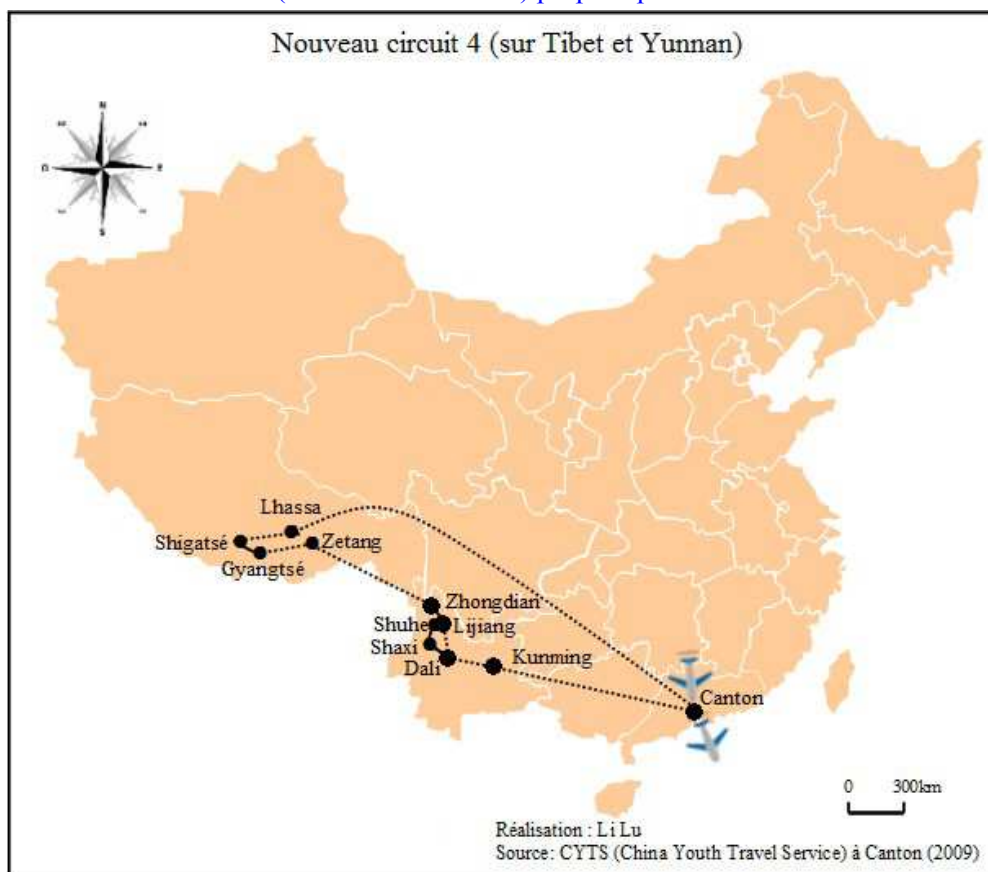 Nouveau circuit 4 (sur Tibet et Yunnan)
N
O
E
S
Lhassa
Shigatsé
Zetang
Gyangtsé
Zhongdian
Shuhe
Lijiang
Shaxi
Dali
Kunming
Canton
0 300km
Réalisation : Li Lu
Source: CYTS (China Youth Travel Service) à Canton (2009)